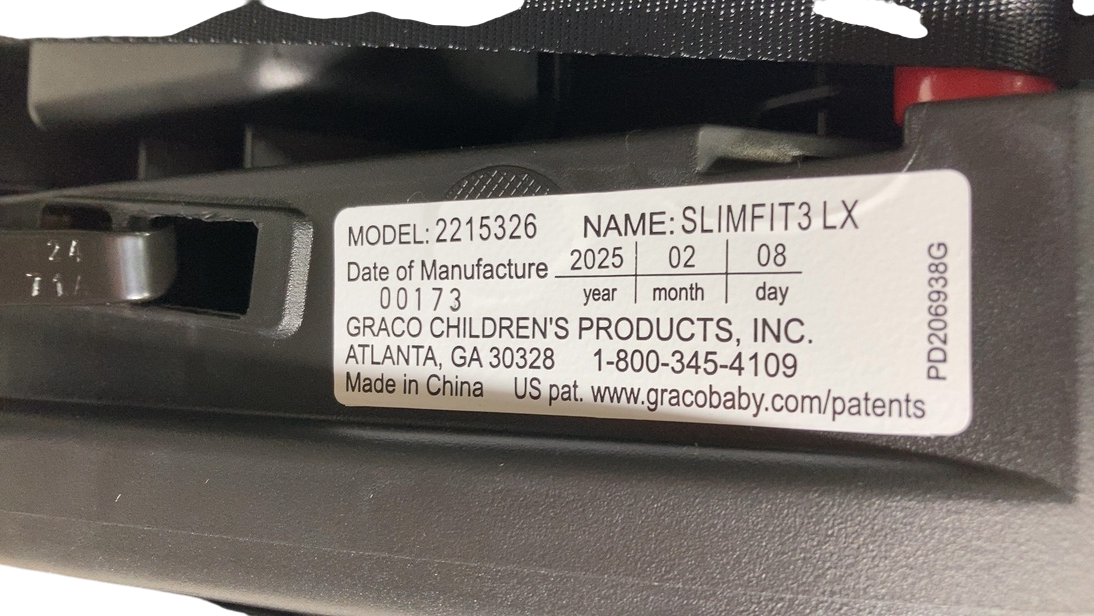 MODEL: 2215326 NAME: SLIMFIT3 LX
Date of Manufacture 2025 02 08
00173 year month day
GRACO CHILDREN'S PRODUCTS, INC.
ATLANTA, GA 30328 1-800-345-4109
Made in China US pat. www.gracobaby.com/patents
PD206938G
24